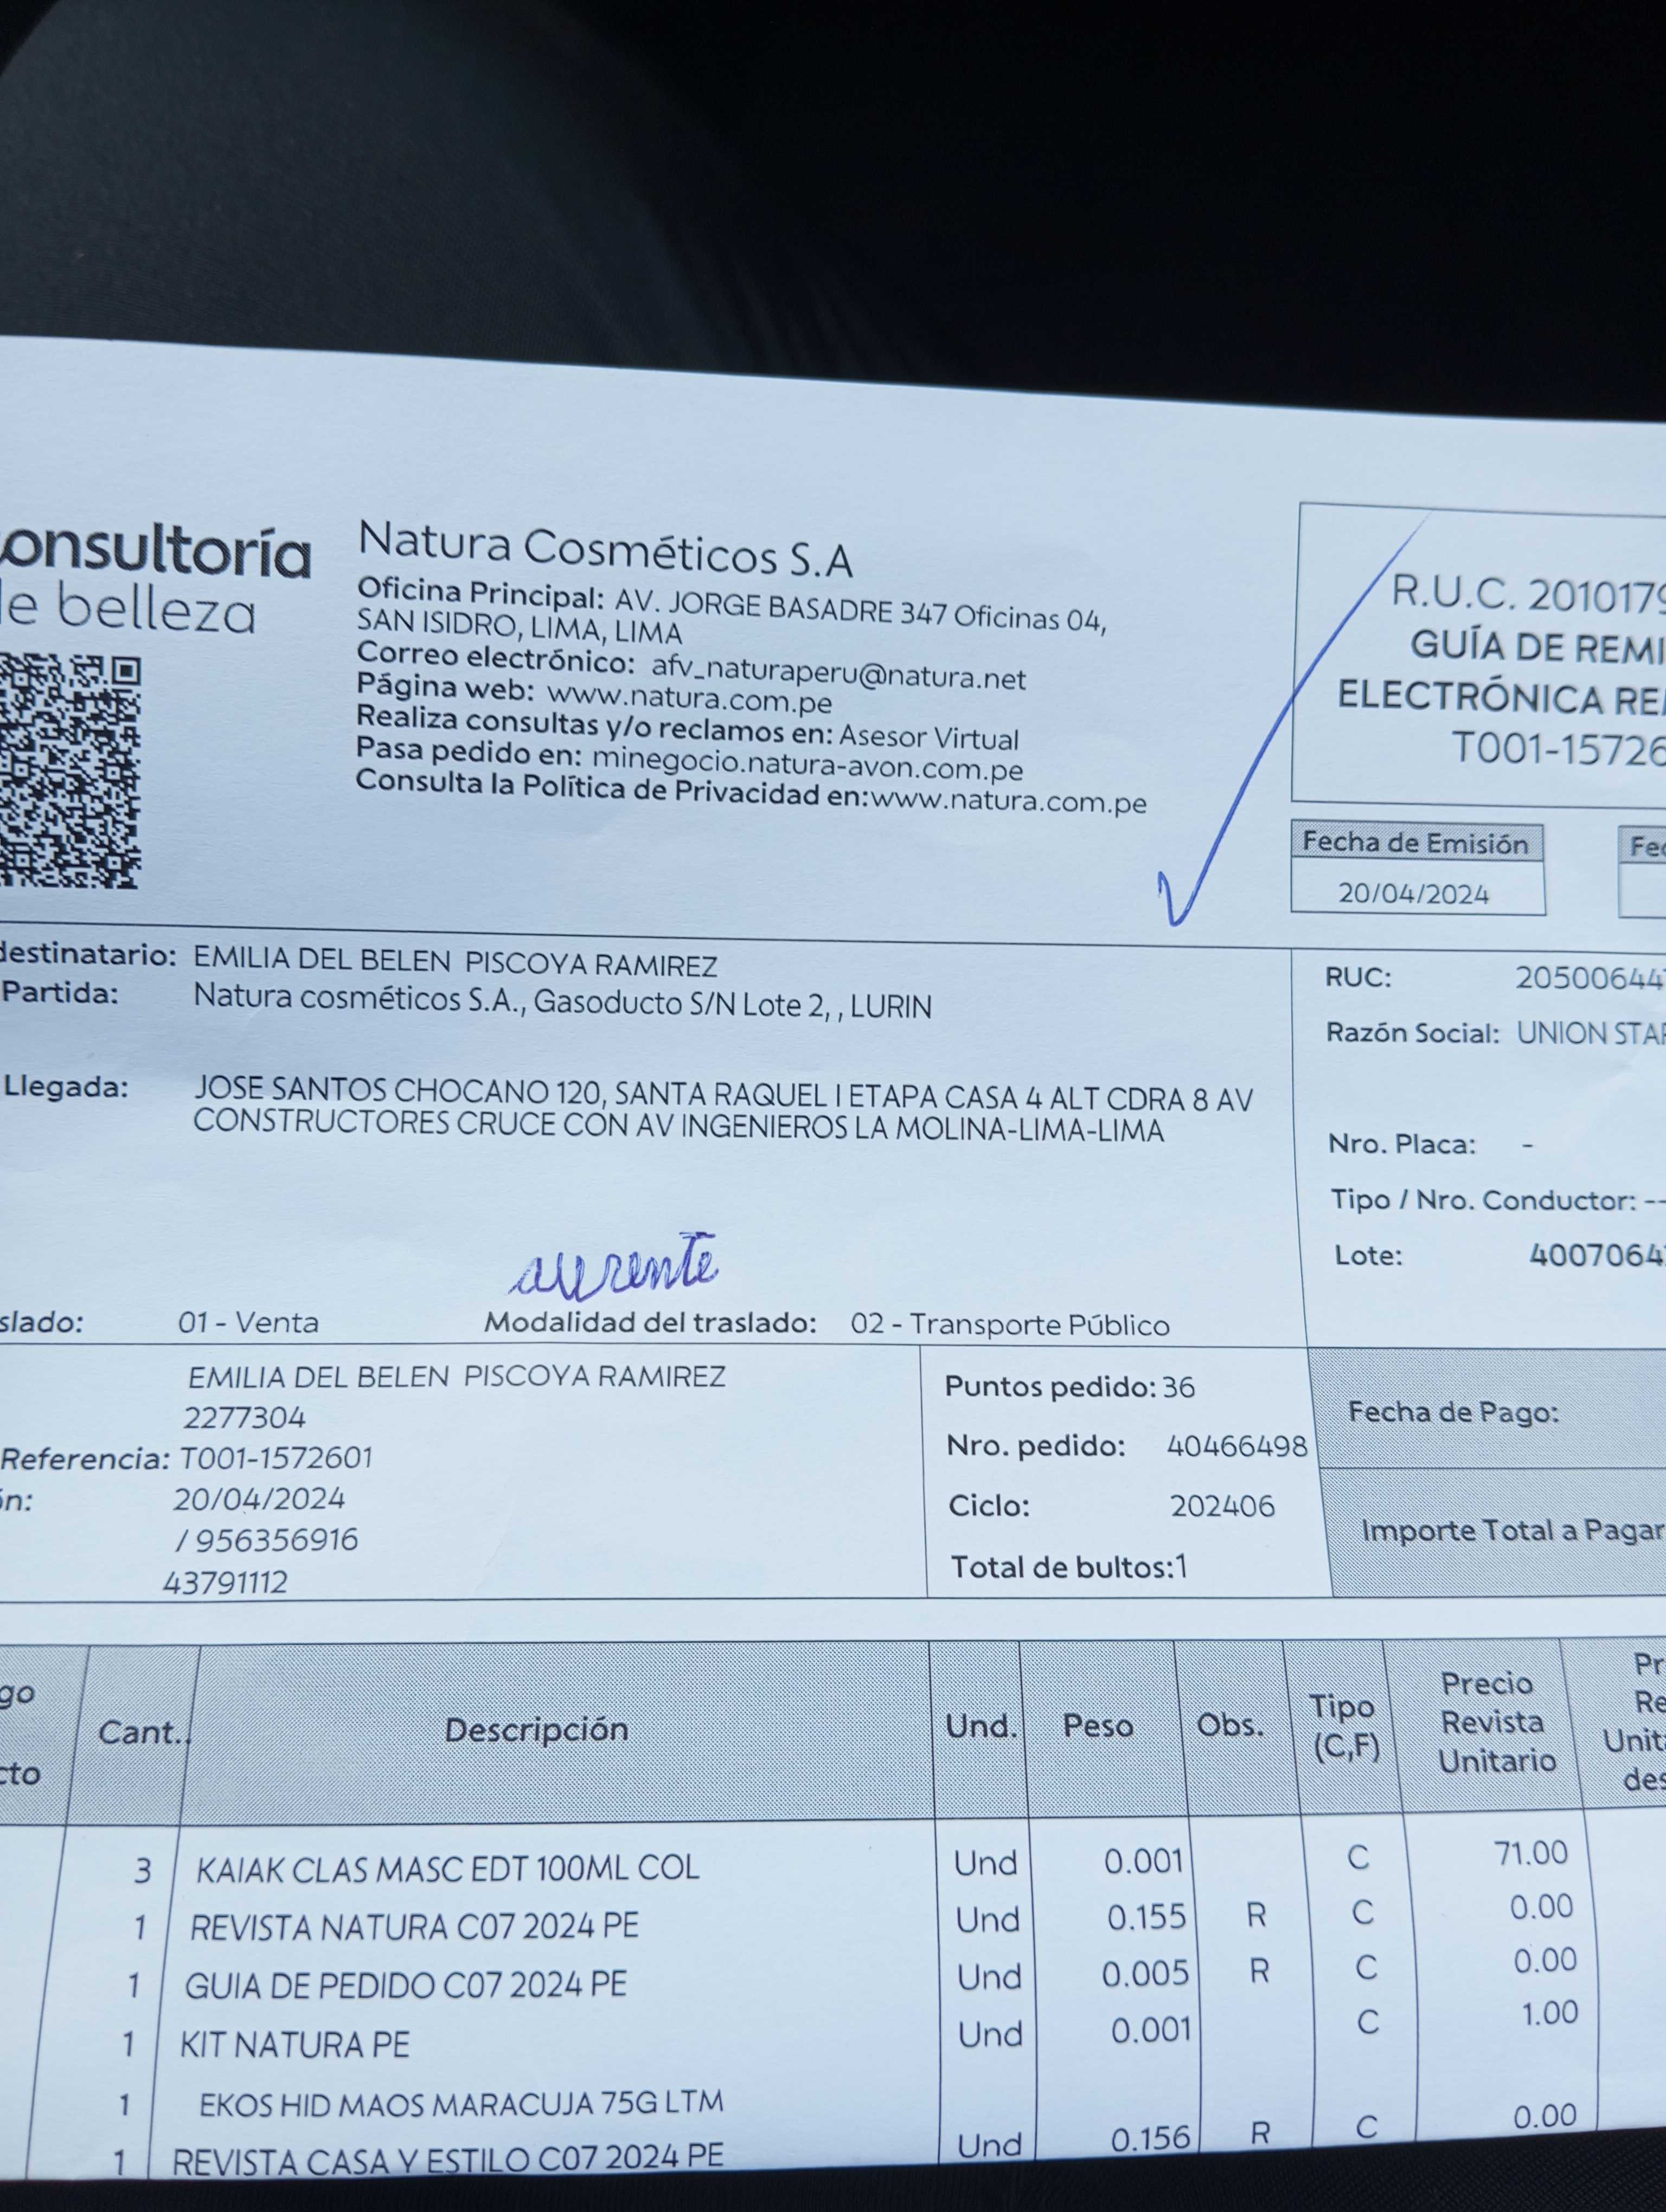 onsultoría
de belleza
Natura Cosméticos S.A
Oficina Principal: AV. JORGE BASADRE 347 Oficinas 04,
SAN ISIDRO, LIMA, LIMA
Correo electrónico: afv_naturaperu@natura.net
Página web: www.natura.com.pe
Realiza consultas y/o reclamos en: Asesor Virtual
Pasa pedido en: minegocio.natura-avon.com.pe
Consulta la Política de Privacidad en:www.natura.com.pe
R.U.C. 2010179
GUÍA DE REMI
ELECTRÓNICA RE
T001-15726
Fecha de Emisión
20/04/2024
Fe
destinatario: EMILIA DEL BELEN PISCOYA RAMIREZ
Partida: Natura cosméticos S.A., Gasoducto S/N Lote 2, , LURIN
Llegada: JOSE SANTOS CHOCANO 120, SANTA RAQUEL I ETAPA CASA 4 ALT CDRA 8 AV
CONSTRUCTORES CRUCE CON AV INGENIEROS LA MOLINA-LIMA-LIMA
RUC: 20500644
Razón Social: UNION STA
Nro. Placa: -
Tipo / Nro. Conductor: --
Lote: 4007064
slado: 01 - Venta Modalidad del traslado: 02 - Transporte Público
EMILIA DEL BELEN PISCOYA RAMIREZ
2277304
Referencia: T001-1572601
ón: 20/04/2024
/ 956356916
43791112
Puntos pedido: 36
Nro. pedido: 40466498
Ciclo: 202406
Total de bultos:1
Fecha de Pago:
Importe Total a Pagar
go
cto
Cant.
Descripción
Und.
Peso
Obs.
Tipo
(C,F)
Precio
Revista
Unitario
Pr
Re
Unit
des
3 KAIAK CLAS MASC EDT 100ML COL Und 0.001 C 71.00
1 REVISTA NATURA C07 2024 PE Und 0.155 R C 0.00
1 GUIA DE PEDIDO C07 2024 PE Und 0.005 R C 0.00
1 KIT NATURA PE Und 0.001 C 1.00
1 EKOS HID MAOS MARACUJA 75G LTM
1 REVISTA CASA Y ESTILO C07 2024 PE Und 0.156 R C 0.00